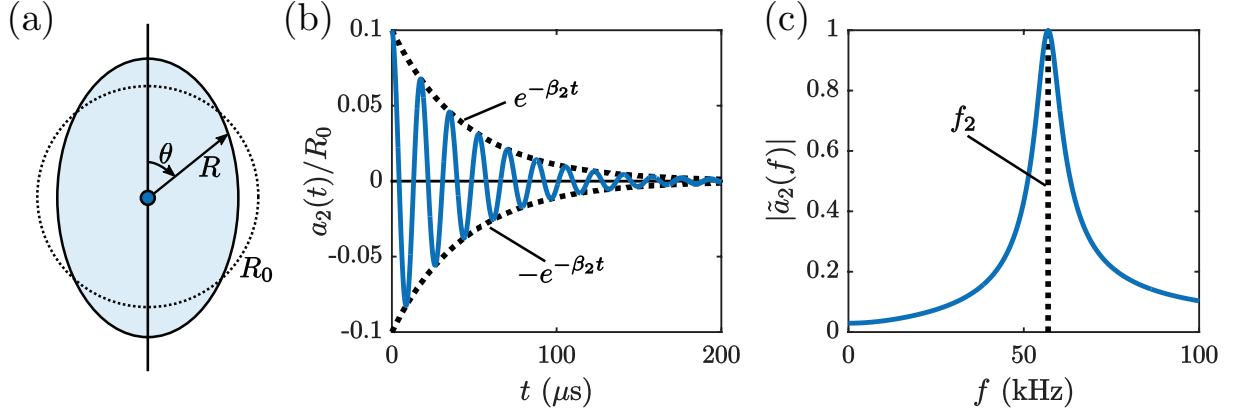 (a)
θ
R
R₀
(b)
a₂(t)/R₀
0.1
0.05
0
-0.05
-0.1
e^{-β₂t}
-e^{-β₂t}
0
100
200
t (μs)
(c)
|ã₂(f)|
1
0.8
0.6
0.4
0.2
0
f₂
0
50
100
f (kHz)